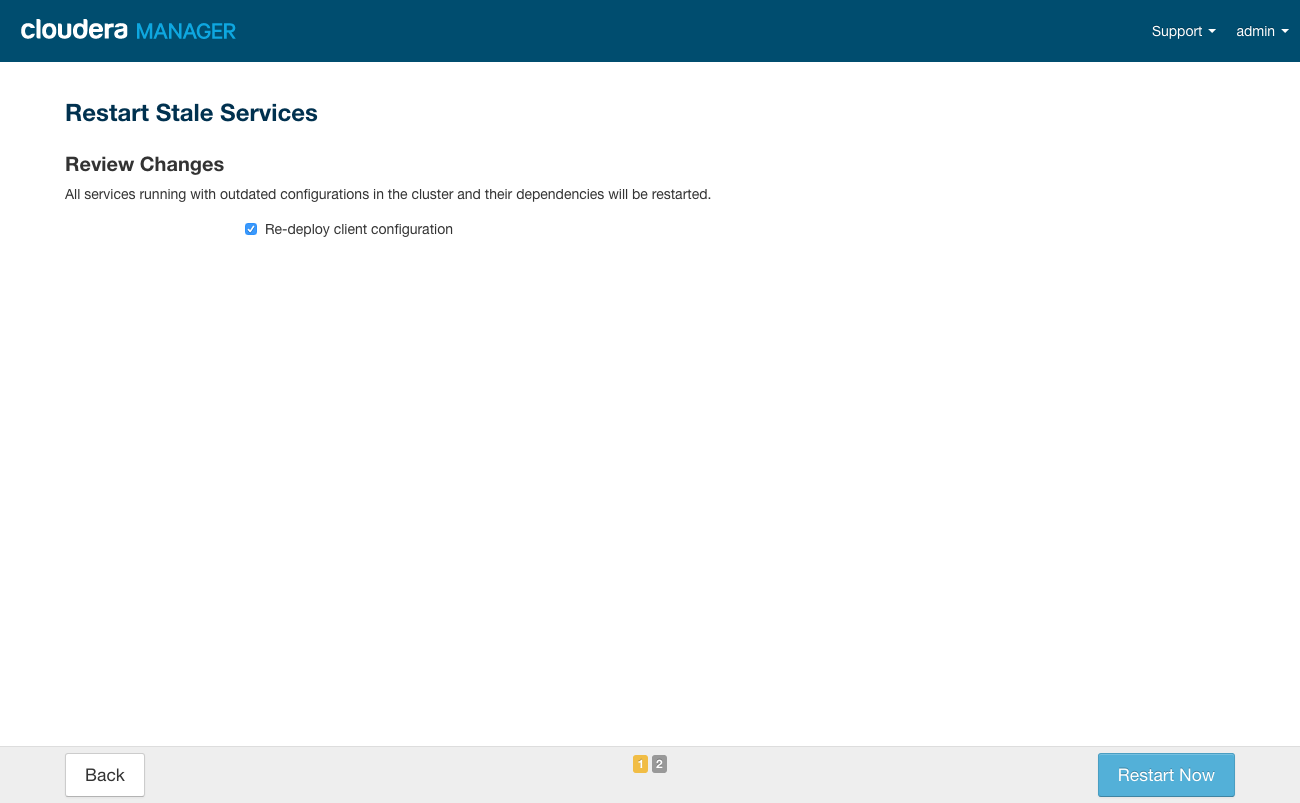 cloudera MANAGER
Support
admin
Restart Stale Services
Review Changes
All services running with outdated configurations in the cluster and their dependencies will be restarted.
Re-deploy client configuration
Back
1 2
Restart Now